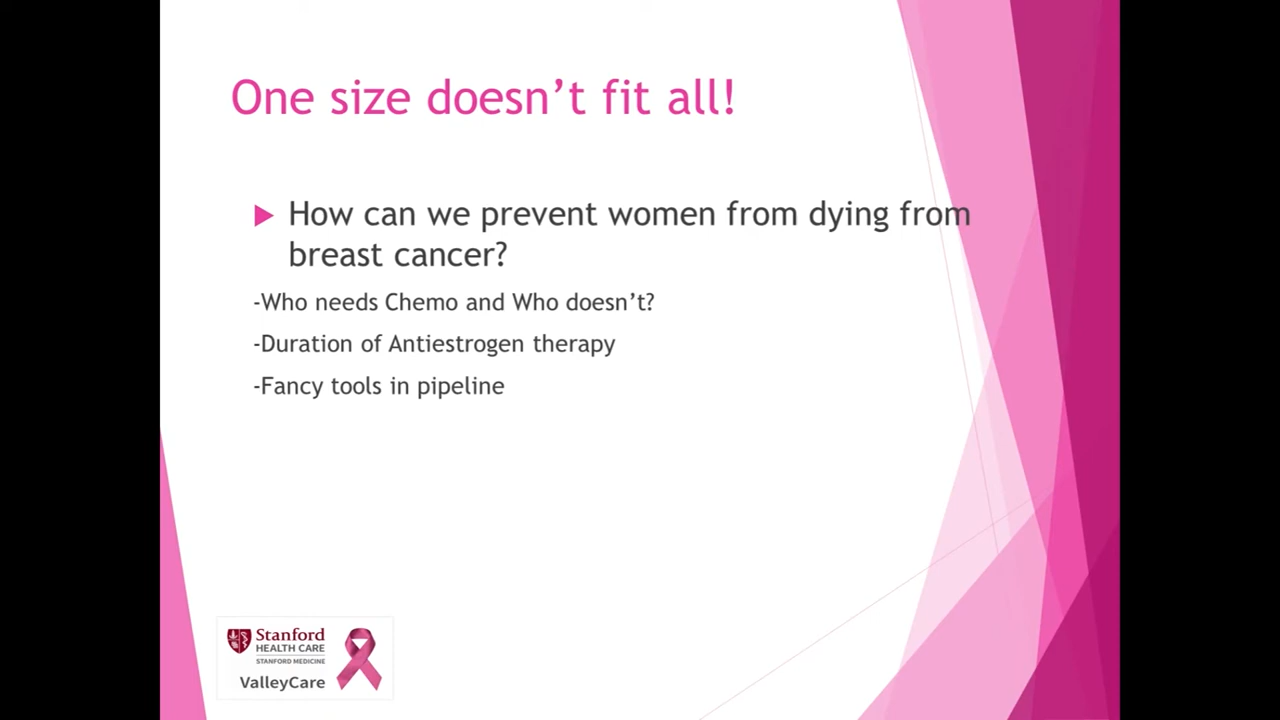 One size doesn't fit all!
How can we prevent women from dying from
breast cancer?
-Who needs Chemo and Who doesn't?
-Duration of Antiestrogen therapy
-Fancy tools in pipeline
Stanford
HEALTH CARE
STANFORD MEDICINE
ValleyCare